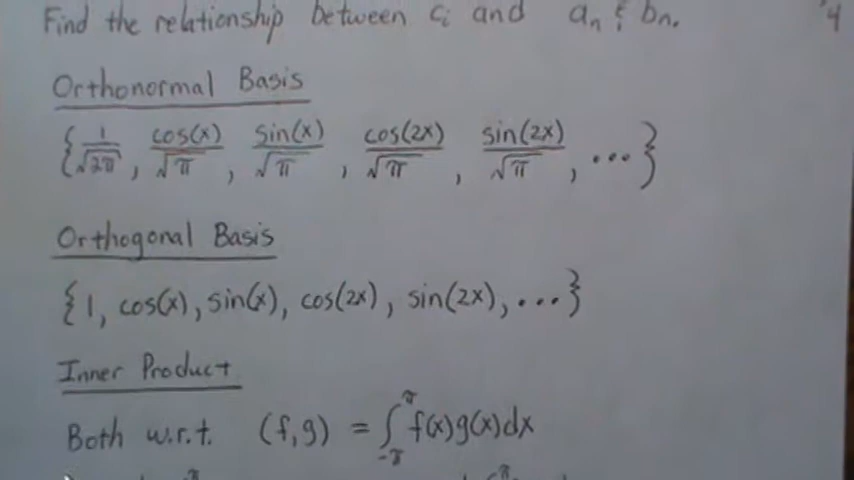 Find the relationship between cᵢ and aₙ & bₙ.
Orthonormal Basis
{1/√2π, cos(x)/√π, sin(x)/√π, cos(2x)/√π, sin(2x)/√π, ...}
Orthogonal Basis
{1, cos(x), sin(x), cos(2x), sin(2x), ...}
Inner Product
Both w.r.t. (f,g) = ∫_{-π}^{π} f(x)g(x)dx